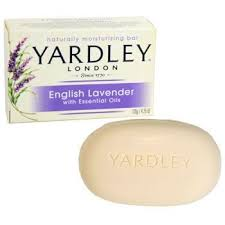 naturally moisturizing bar
YARDLEY
LONDON
Since 1770
English Lavender
with Essential Oils
YARDLEY